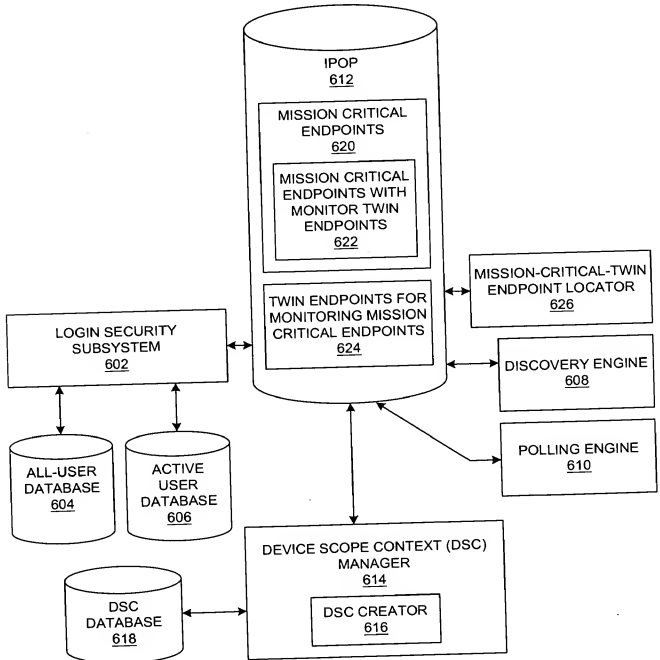 IPOP
612
MISSION CRITICAL
ENDPOINTS
620
MISSION CRITICAL
ENDPOINTS WITH
MONITOR TWIN
ENDPOINTS
622
TWIN ENDPOINTS FOR
MONITORING MISSION
CRITICAL ENDPOINTS
624
MISSION-CRITICAL-TWIN
ENDPOINT LOCATOR
626
LOGIN SECURITY
SUBSYSTEM
602
DISCOVERY ENGINE
608
ALL-USER
DATABASE
604
ACTIVE
USER
DATABASE
606
POLLING ENGINE
610
DEVICE SCOPE CONTEXT (DSC)
MANAGER
614
DSC CREATOR
616
DSC
DATABASE
618